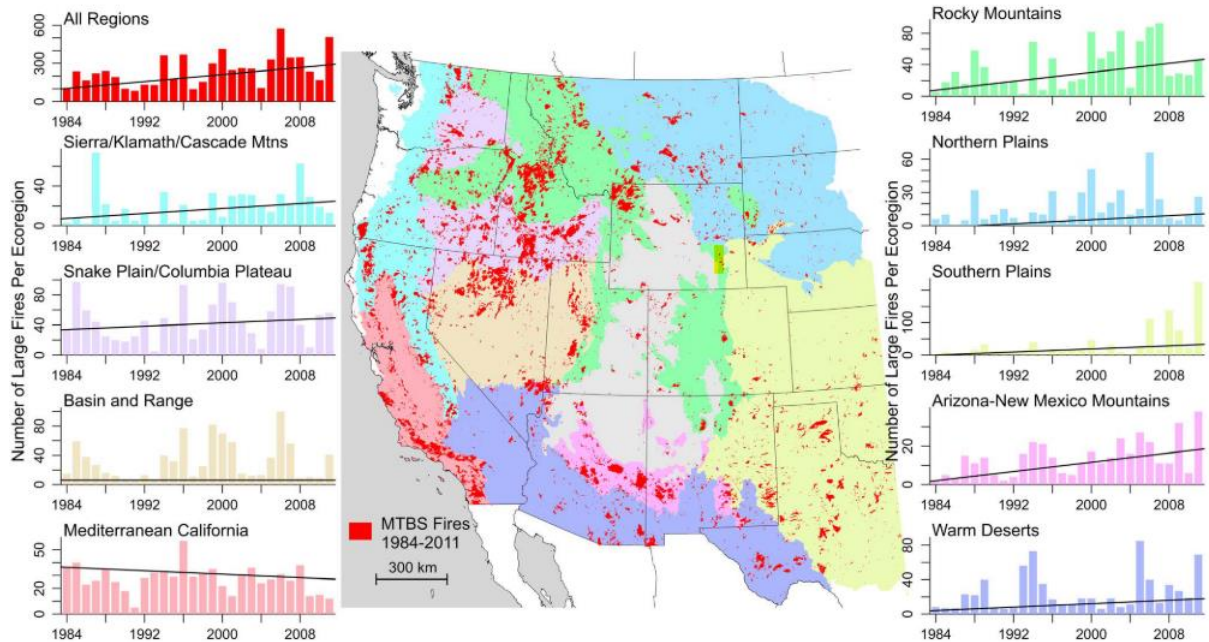 All Regions
600
300
0
1984 1992 2000 2008
Sierra/Klamath/Cascade Mtns
40
0
1984 1992 2000 2008
Snake Plain/Columbia Plateau
80
40
0
1984 1992 2000 2008
Basin and Range
80
40
0
1984 1992 2000 2008
Mediterranean California
50
30
0
1984 1992 2000 2008
Number of Large Fires Per Ecoregion
MTBS Fires
1984-2011
300 km
Rocky Mountains
80
40
0
1984 1992 2000 2008
Northern Plains
60
30
0
1984 1992 2000 2008
Southern Plains
100
0
1984 1992 2000 2008
Arizona-New Mexico Mountains
20
0
1984 1992 2000 2008
Warm Deserts
80
40
0
1984 1992 2000 2008
Number of Large Fires Per Ecoregion